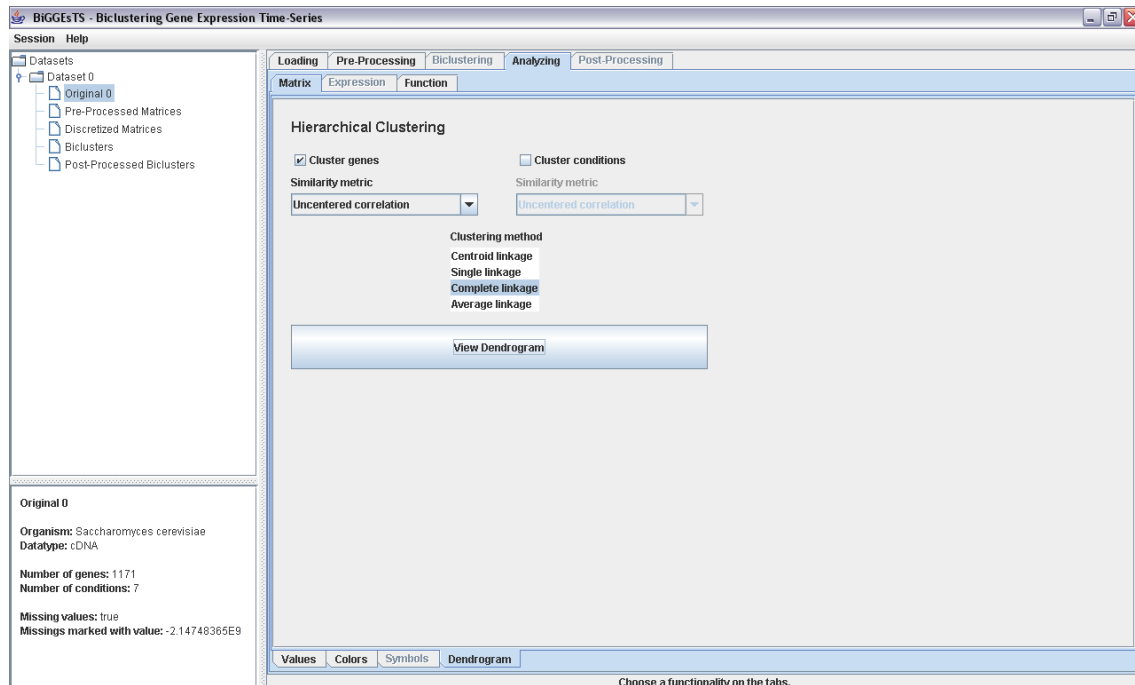 BiGGEsTS - Biclustering Gene Expression Time-Series
Session Help
Datasets
Dataset 0
Original 0
Pre-Processed Matrices
Discretized Matrices
Biclusters
Post-Processed Biclusters
Loading Pre-Processing Biclustering Analyzing Post-Processing
Matrix Expression Function
Hierarchical Clustering
Cluster genes Cluster conditions
Similarity metric Similarity metric
Uncentered correlation Uncentered correlation
Clustering method
Centroid linkage
Single linkage
Complete linkage
Average linkage
View Dendrogram
Original 0
Organism: Saccharomyces cerevisiae
Datatype: cDNA
Number of genes: 1171
Number of conditions: 7
Missing values: true
Missings marked with value: -2.14748365E9
Values Colors Symbols Dendrogram
Choose a functionality on the tabs.